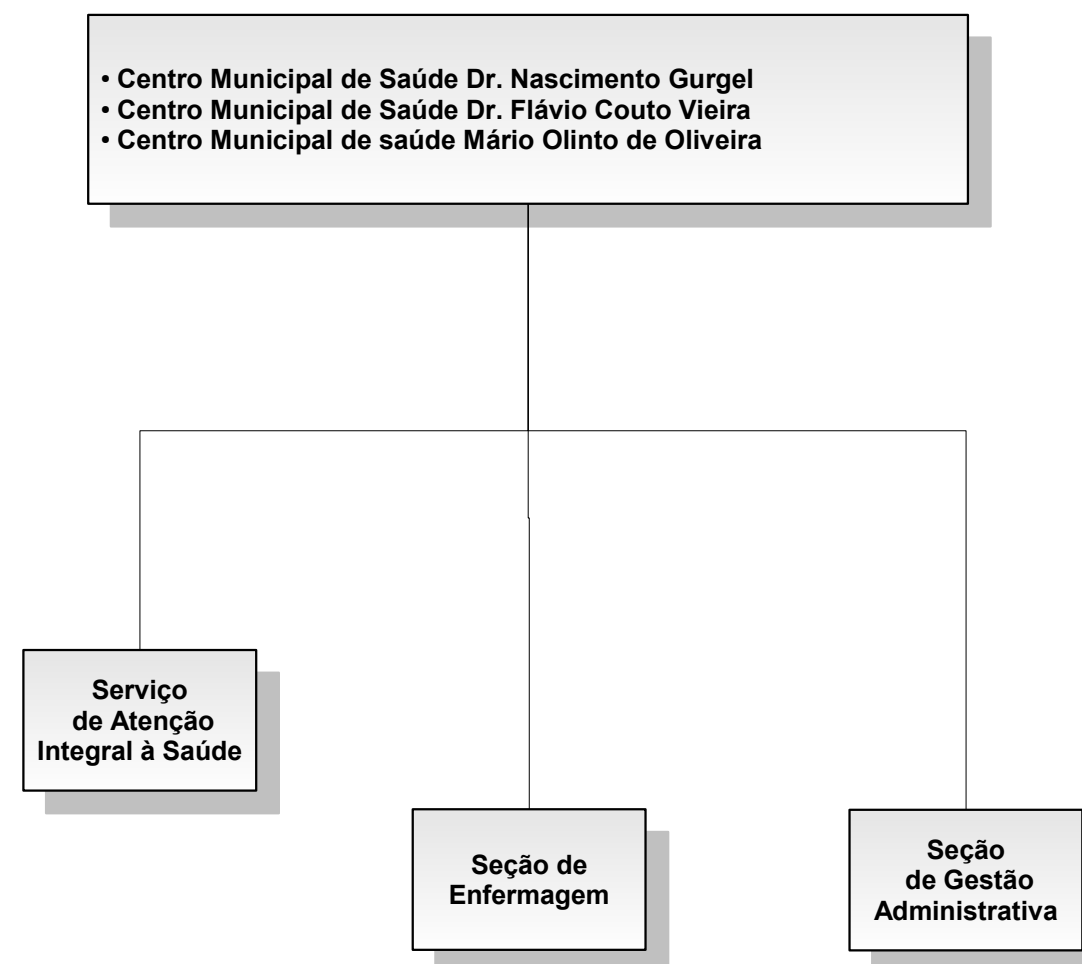 • Centro Municipal de Saúde Dr. Nascimento Gurgel
• Centro Municipal de Saúde Dr. Flávio Couto Vieira
• Centro Municipal de saúde Mário Olinto de Oliveira
Serviço
de Atenção
Integral à Saúde
Seção de
Enfermagem
Seção
de Gestão
Administrativa